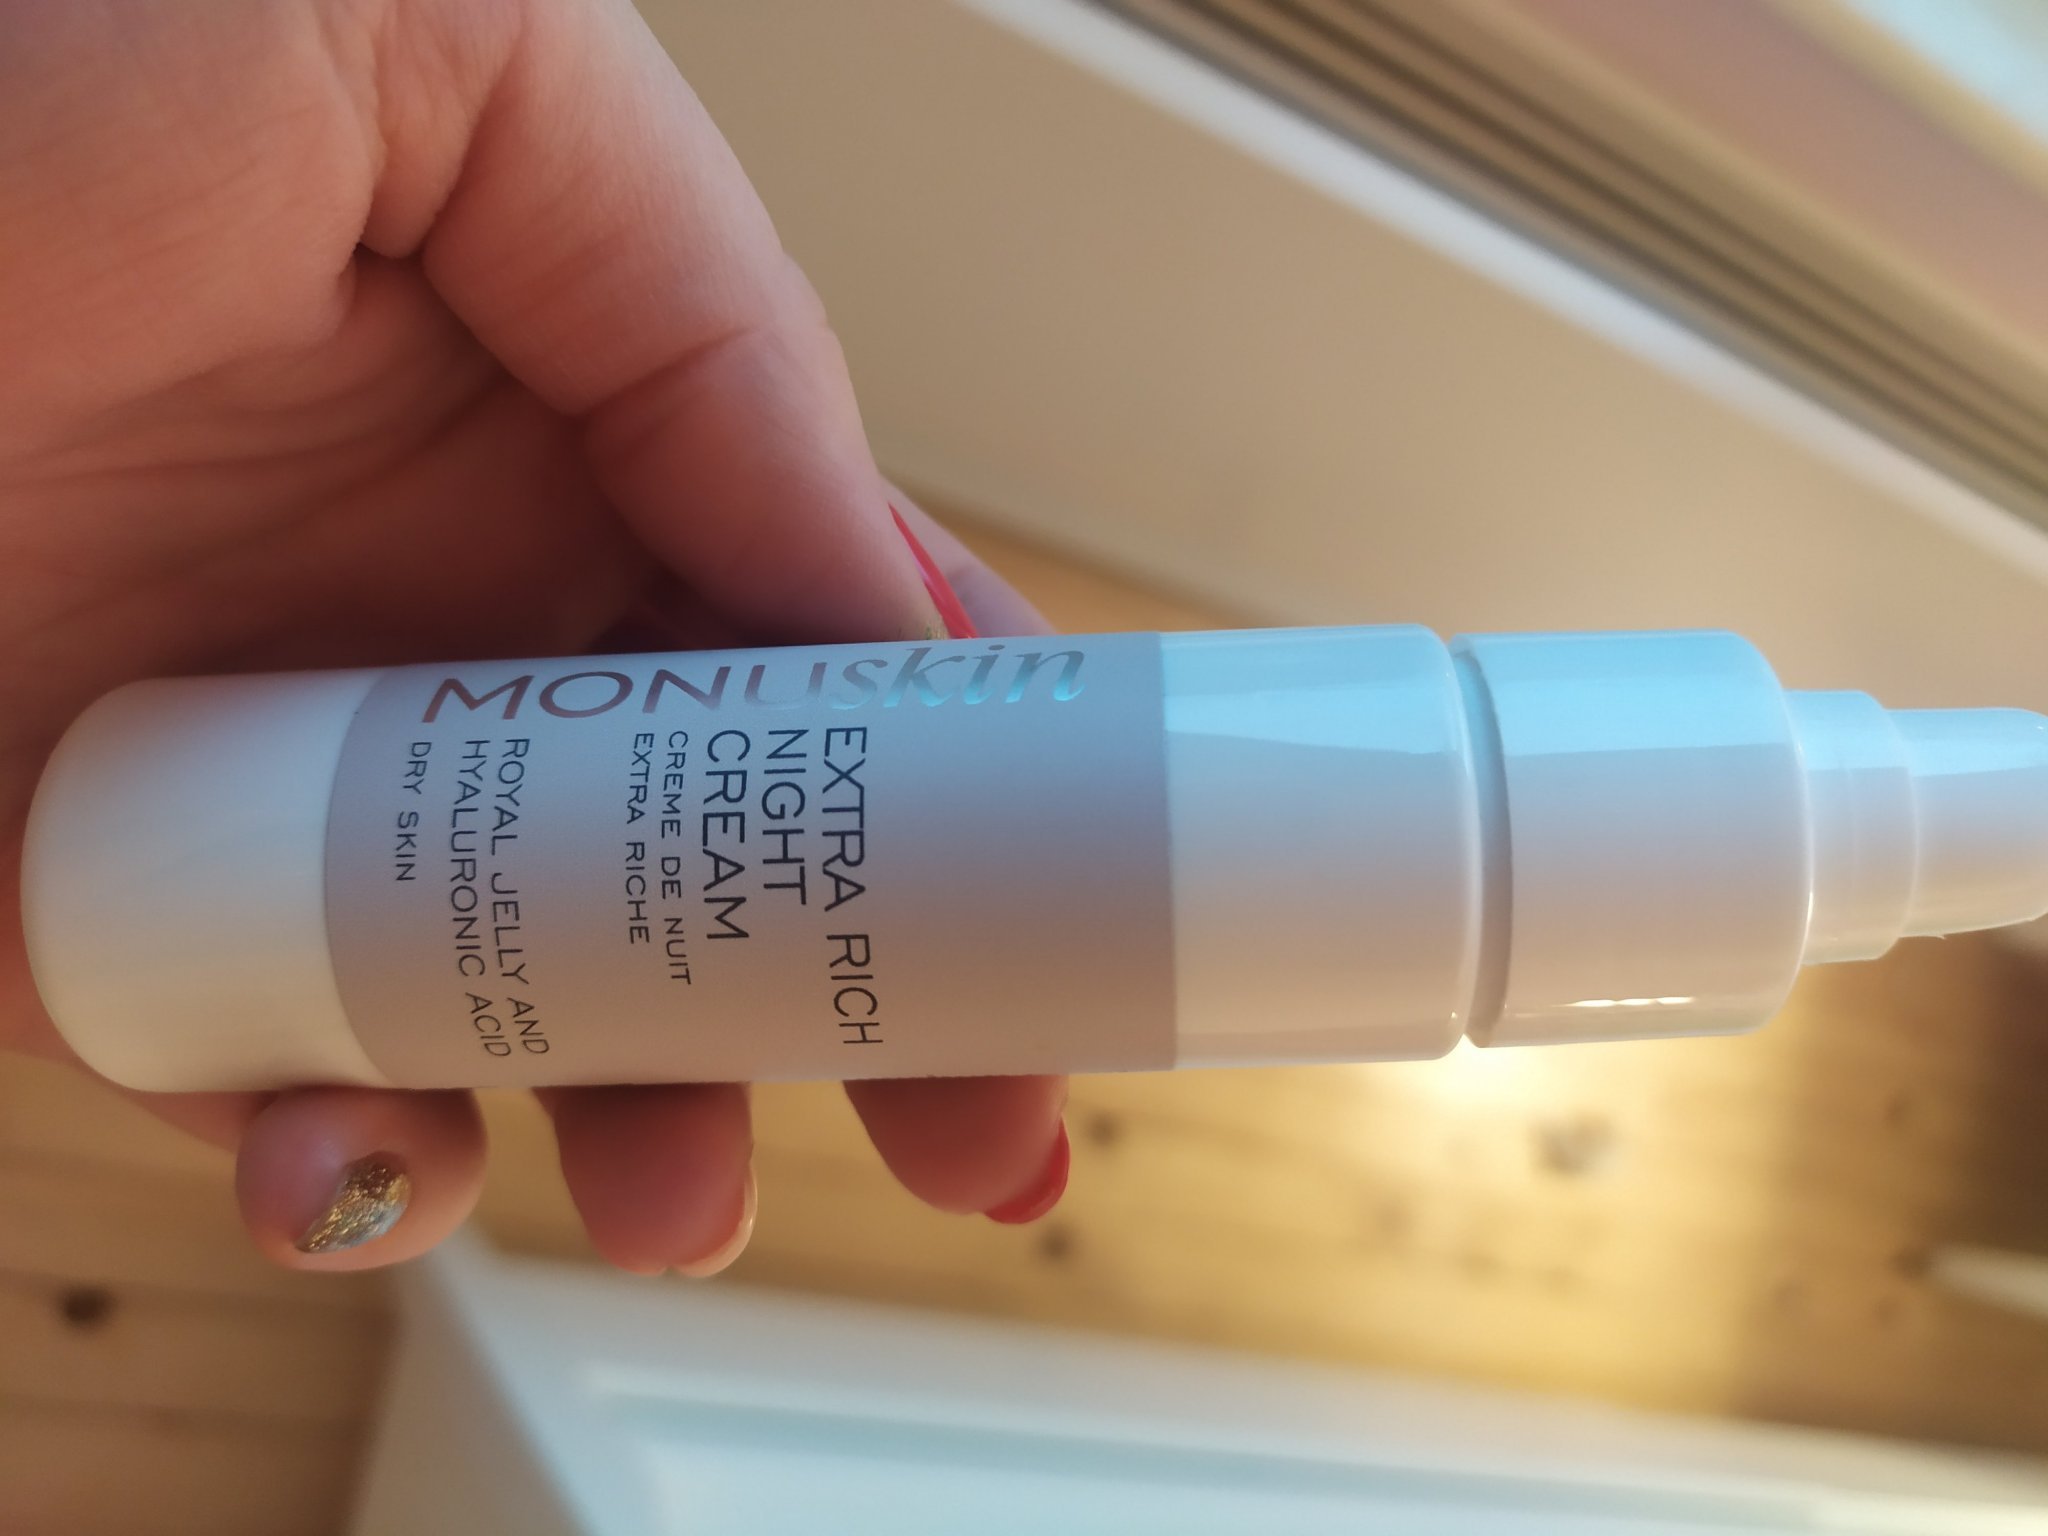 MONUskin
EXTRA RICH
NIGHT
CREAM
CREME DE NUIT
EXTRA RICHE
ROYAL JELLY AND
HYALURONIC ACID
DRY SKIN